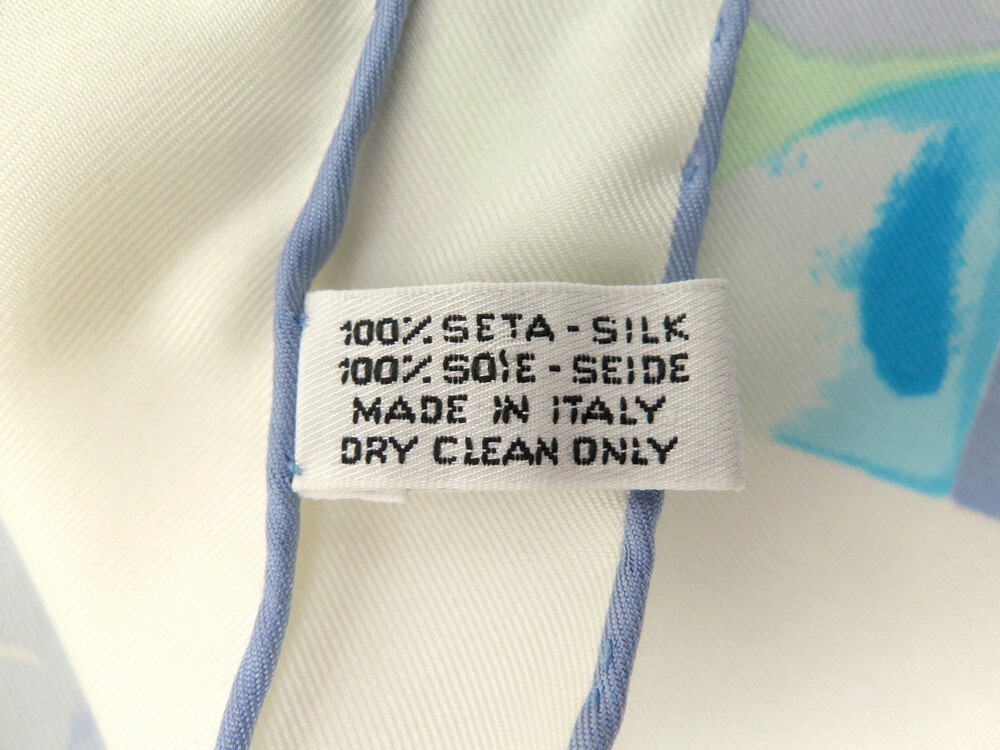 100% SETA - SILK
100% SOIE - SEIDE
MADE IN ITALY
DRY CLEAN ONLY